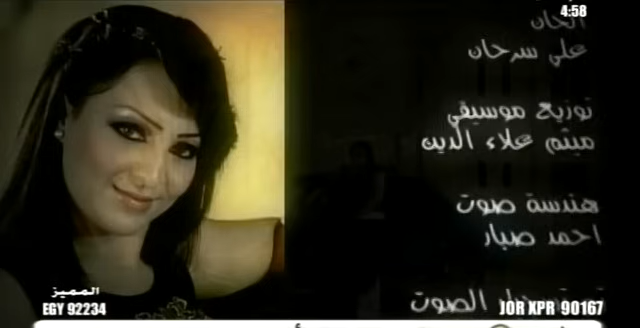 4:58
الحان
علي سرحان
توزيع موسيقي
ميثم علاء الدين
هندسة صوت
احمد صبار
الصوت
المميز
EGY 92234
JOR XPR 90167